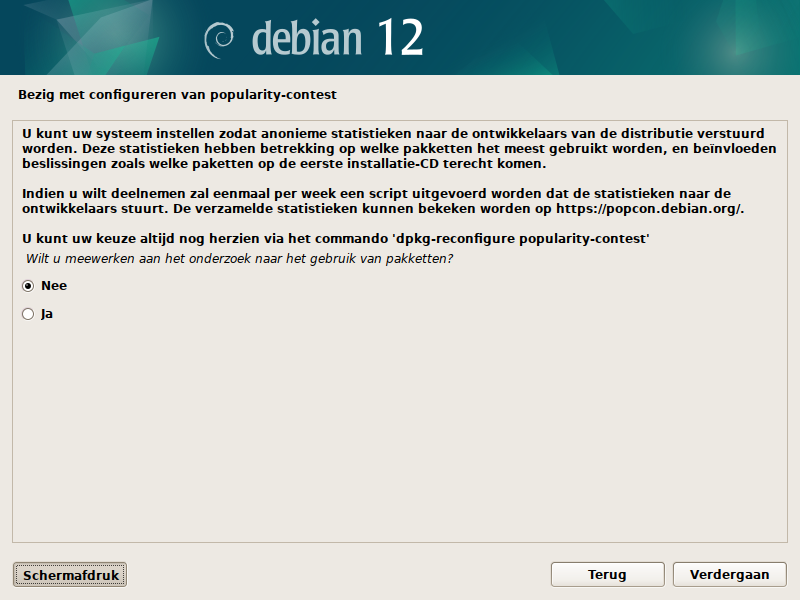 debian 12
Bezig met configureren van popularity-contest
U kunt uw systeem instellen zodat anonieme statistieken naar de ontwikkelaars van de distributie verstuurd
worden. Deze statistieken hebben betrekking op welke pakketten het meest gebruikt worden, en beïnvloeden
beslissingen zoals welke paketten op de eerste installatie-CD terecht komen.
Indien u wilt deelnemen zal eenmaal per week een script uitgevoerd worden dat de statistieken naar de
ontwikkelaars stuurt. De verzamelde statistieken kunnen bekeken worden op https://popcon.debian.org/.
U kunt uw keuze altijd nog herzien via het commando 'dpkg-reconfigure popularity-contest'
Wilt u meewerken aan het onderzoek naar het gebruik van pakketten?
Nee
Ja
Schermafdruk
Terug
Verdergaan